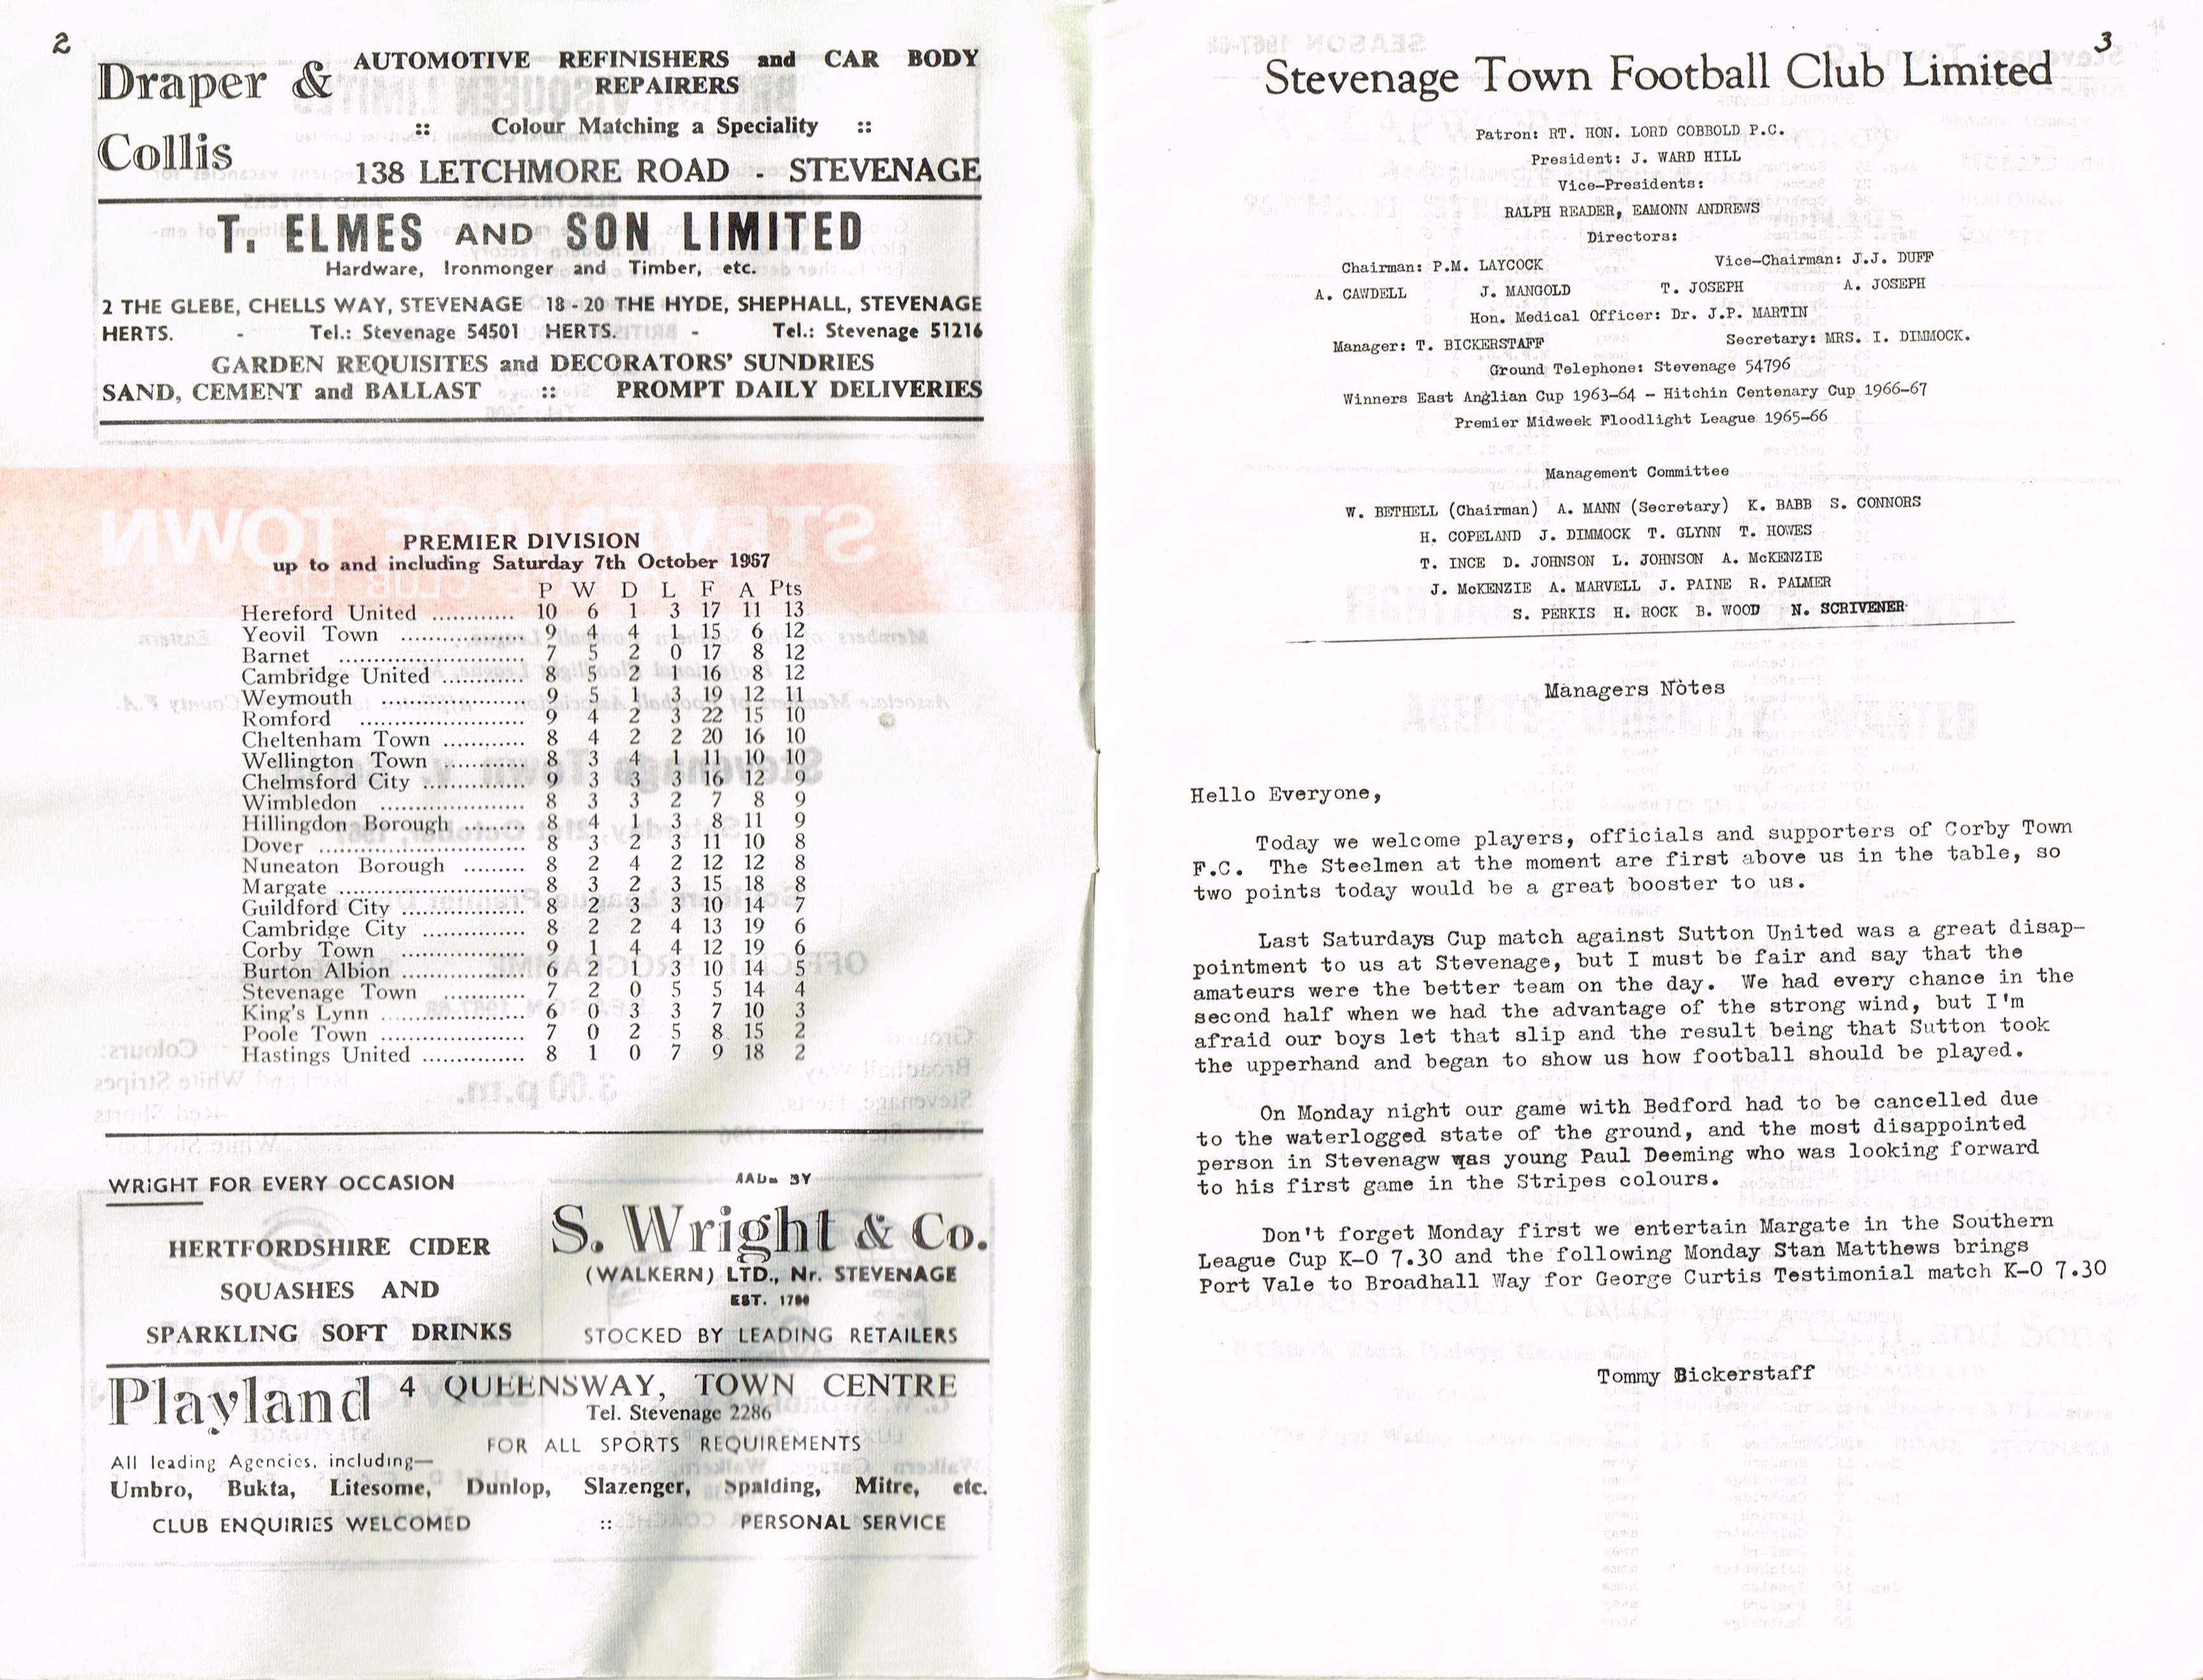 2
Draper & Collis
AUTOMOTIVE REFINISHERS and CAR BODY
REPAIRERS
:: Colour Matching a Speciality ::
138 LETCHMORE ROAD - STEVENAGE
T. ELMES AND SON LIMITED
Hardware, Ironmonger and Timber, etc.
2 THE GLEBE, CHELLS WAY, STEVENAGE 18 - 20 THE HYDE, SHEPHALL, STEVENAGE
HERTS. - Tel.: Stevenage 54501 HERTS. - Tel.: Stevenage 51216
GARDEN REQUISITES and DECORATORS' SUNDRIES
SAND, CEMENT and BALLAST :: PROMPT DAILY DELIVERIES
PREMIER DIVISION
up to and including Saturday 7th October 1967
P W D L F A Pts
Hereford United ............ 10 6 1 3 17 11 13
Yeovil Town .................. 9 4 4 1 15 6 12
Barnet ........................... 7 5 2 0 17 8 12
Cambridge United ............ 8 5 2 1 16 8 12
Weymouth ..................... 9 5 1 3 19 12 11
Romford ........................ 9 4 2 3 22 15 10
Cheltenham Town ............ 8 4 2 2 20 16 10
Wellington Town .............. 8 3 4 1 11 10 10
Chelmsford City ............... 9 3 3 3 16 12 9
Wimbledon ..................... 8 3 3 2 7 8 9
Hillingdon Borough ......... 8 4 1 3 8 11 9
Dover .............................. 8 3 2 3 11 10 8
Nuneaton Borough ......... 8 2 4 2 12 12 8
Margate ........................... 8 3 2 3 15 18 8
Guildford City .................. 8 2 3 3 10 14 7
Cambridge City ............... 8 2 2 4 13 19 6
Corby Town ..................... 9 1 4 4 12 19 6
Burton Albion .................. 6 2 1 3 10 14 5
Stevenage Town ............ 7 2 0 5 5 14 4
King's Lynn ..................... 6 0 3 3 7 10 3
Poole Town ..................... 7 0 2 5 8 15 2
Hastings United ............... 8 1 0 7 9 18 2
WRIGHT FOR EVERY OCCASION
HERTFORDSHIRE CIDER
SQUASHES AND
SPARKLING SOFT DRINKS
BY
S. Wright & Co.
(WALKERN) LTD., Nr. STEVENAGE
EST.
STOCKED BY LEADING RETAILERS
Playland
4 QUEENSWAY, TOWN CENTRE
Tel. Stevenage 2286
FOR ALL SPORTS REQUIREMENTS
All leading Agencies, including—
Umbro, Bukta, Litesome, Dunlop, Slazenger, Spalding, Mitre, etc.
CLUB ENQUIRIES WELCOMED :: PERSONAL SERVICE
3
Stevenage Town Football Club Limited
Patron: RT. HON. LORD COBBOLD P.C.
President: J. WARD HILL
Vice-Presidents:
RALPH READER, EAMONN ANDREWS
Directors:
Chairman: P.M. LAYCOCK Vice-Chairman: J.J. DUFF
A. CAWDELL J. MANGOLD T. JOSEPH A. JOSEPH
Hon. Medical Officer: Dr. J.P. MARTIN
Manager: T. BICKERSTAFF Secretary: MRS. I. DIMMOCK.
Ground Telephone: Stevenage 54796
Winners East Anglian Cup 1963-64 - Hitchin Centenary Cup 1966-67
Premier Midweek Floodlight League 1965-66
Management Committee
W. BETHELL (Chairman) A. MANN (Secretary) K. BABB S. CONNORS
H. COPELAND J. DIMMOCK T. GLYNN T. HOWES
T. INCE D. JOHNSON L. JOHNSON A. McKENZIE
J. McKENZIE A. MARVELL J. PAINE R. PALMER
S. PERKIS H. ROCK B. WOOD N. SCRIVENER
Managers Notes
Hello Everyone,
Today we welcome players, officials and supporters of Corby Town
F.C. The Steelmen at the moment are first above us in the table, so
two points today would be a great booster to us.
Last Saturdays Cup match against Sutton United was a great disap-
pointment to us at Stevenage, but I must be fair and say that the
amateurs were the better team on the day. We had every chance in the
second half when we had the advantage of the strong wind, but I'm
afraid our boys let that slip and the result being that Sutton took
the upperhand and began to show us how football should be played.
On Monday night our game with Bedford had to be cancelled due
to the waterlogged state of the ground, and the most disappointed
person in Stevenagw was young Paul Deeming who was looking forward
to his first game in the Stripes colours.
Don't forget Monday first we entertain Margate in the Southern
League Cup K-O 7.30 and the following Monday Stan Matthews brings
Port Vale to Broadhall Way for George Curtis Testimonial match K-O 7.30
Tommy Bickerstaff